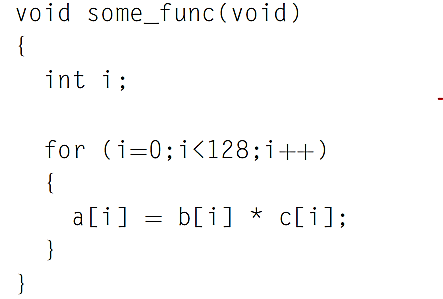 void some_func(void)
{
int i;
for (i=0;i<128;i++)
{
a[i] = b[i] * c[i];
}
}